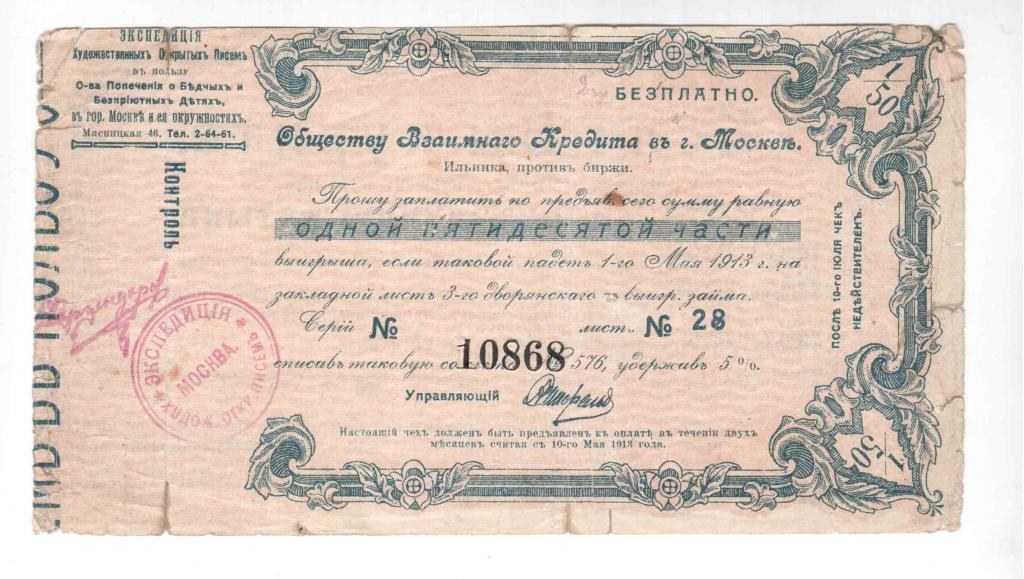 ЭКСПЕДИЦІЯ
Художественныхъ Открытыхъ Писемъ
въ пользу
О-ва Попеченія о Бѣдныхъ и
Безпріютныхъ Дѣтяхъ,
въ гор. Москвѣ и ея окружностяхъ.
Мясницкая 46. Тел. 2-64-61.
Контроль
ЭКСПЕДИЦІЯ
МОСКВА.
ХУДОЖ. ОТКР. ПИСЕМЪ
1/50
БЕЗПЛАТНО.
Обществу Взаимнаго Кредита въ г. Москвѣ.
Ильинка, противъ биржи.
Прошу заплатить по предъяв. сего сумму равную
ОДНОЙ ПЯТИДЕСЯТОЙ ЧАСТИ
выигрыша, если таковой падетъ 1-го Мая 1913 г. на
закладной листъ 3-го дворянскаго выигр. займа.
Серій № листъ № 28
10868
списавъ таковую со 576, удержавъ 5%.
Управляющій
Настоящій чекъ долженъ быть предъявленъ къ оплатѣ въ теченіи двухъ
мѣсяцевъ считая съ 10-го Мая 1913 года.
ПОСЛѢ 10-ГО ІЮЛЯ ЧЕКЪ
НЕДѢЙСТВИТЕЛЕНЪ.
1/50